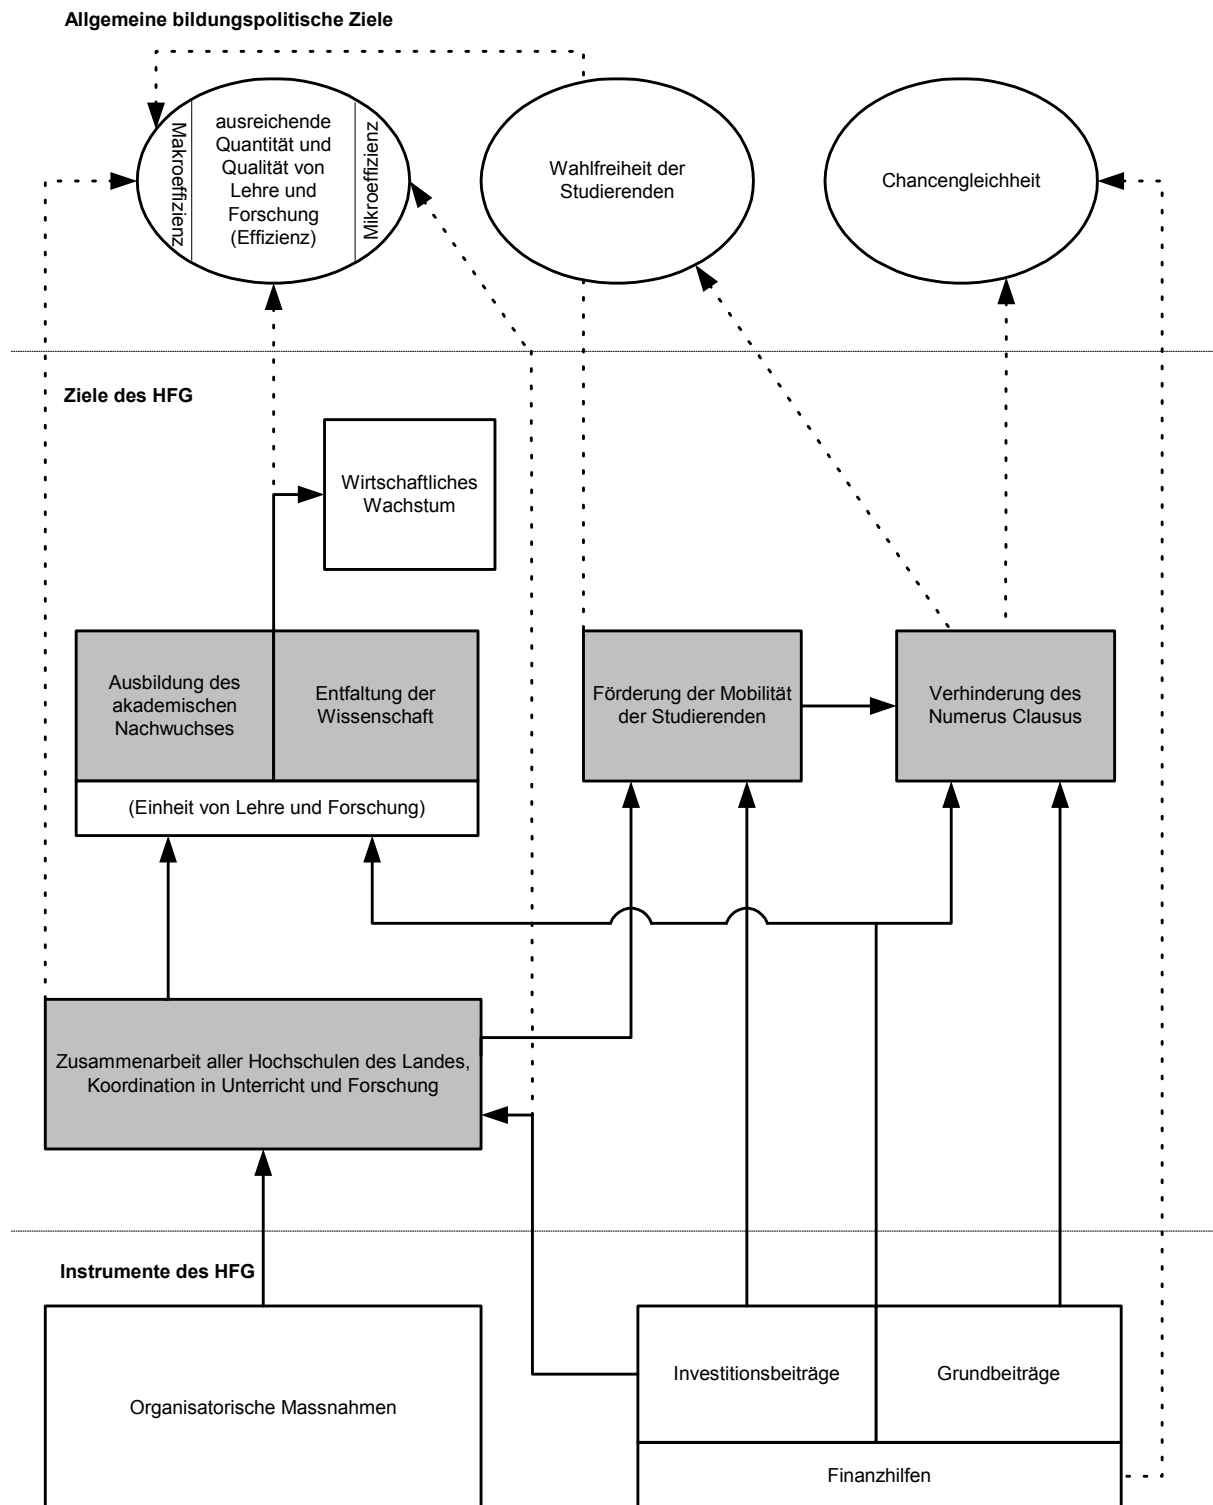 Allgemeine bildungspolitische Ziele
Makroeffizienz
ausreichende
Quantität und
Qualität von
Lehre und
Forschung
(Effizienz)
Mikroeffizienz
Wahlfreiheit der
Studierenden
Chancengleichheit
Ziele des HFG
Wirtschaftliches
Wachstum
Ausbildung des
akademischen
Nachwuchses
Entfaltung der
Wissenschaft
(Einheit von Lehre und Forschung)
Förderung der Mobilität
der Studierenden
Verhinderung des
Numerus Clausus
Zusammenarbeit aller Hochschulen des Landes,
Koordination in Unterricht und Forschung
Instrumente des HFG
Organisatorische Massnahmen
Investitionsbeiträge
Grundbeiträge
Finanzhilfen